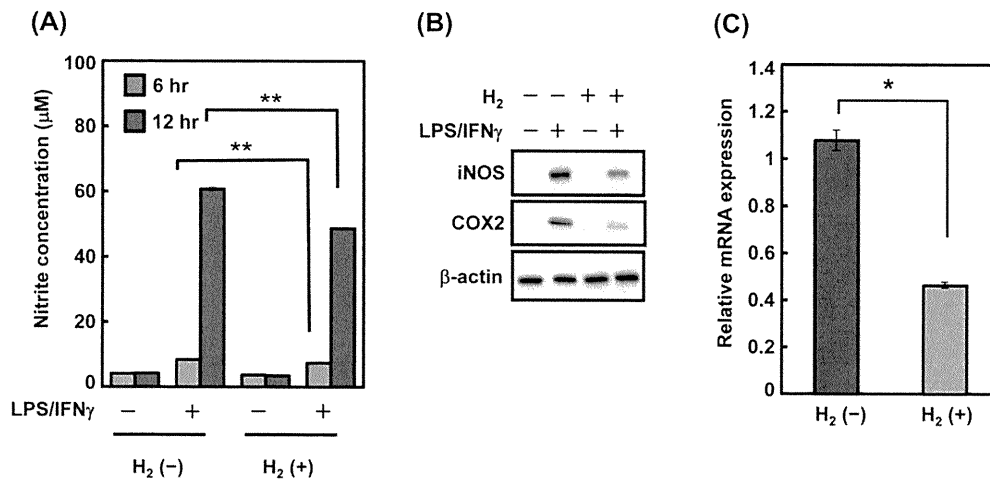 (A)
Nitrite concentration (μM)
100
80
60
40
20
0
6 hr
12 hr
**
**
LPS/IFNγ
− + − +
H₂ (−) H₂ (+)
(B)
H₂ − − + +
LPS/IFNγ − + − +
iNOS
COX2
β-actin
(C)
Relative mRNA expression
1.4
1.2
1
0.8
0.6
0.4
0.2
0
*
H₂ (−) H₂ (+)